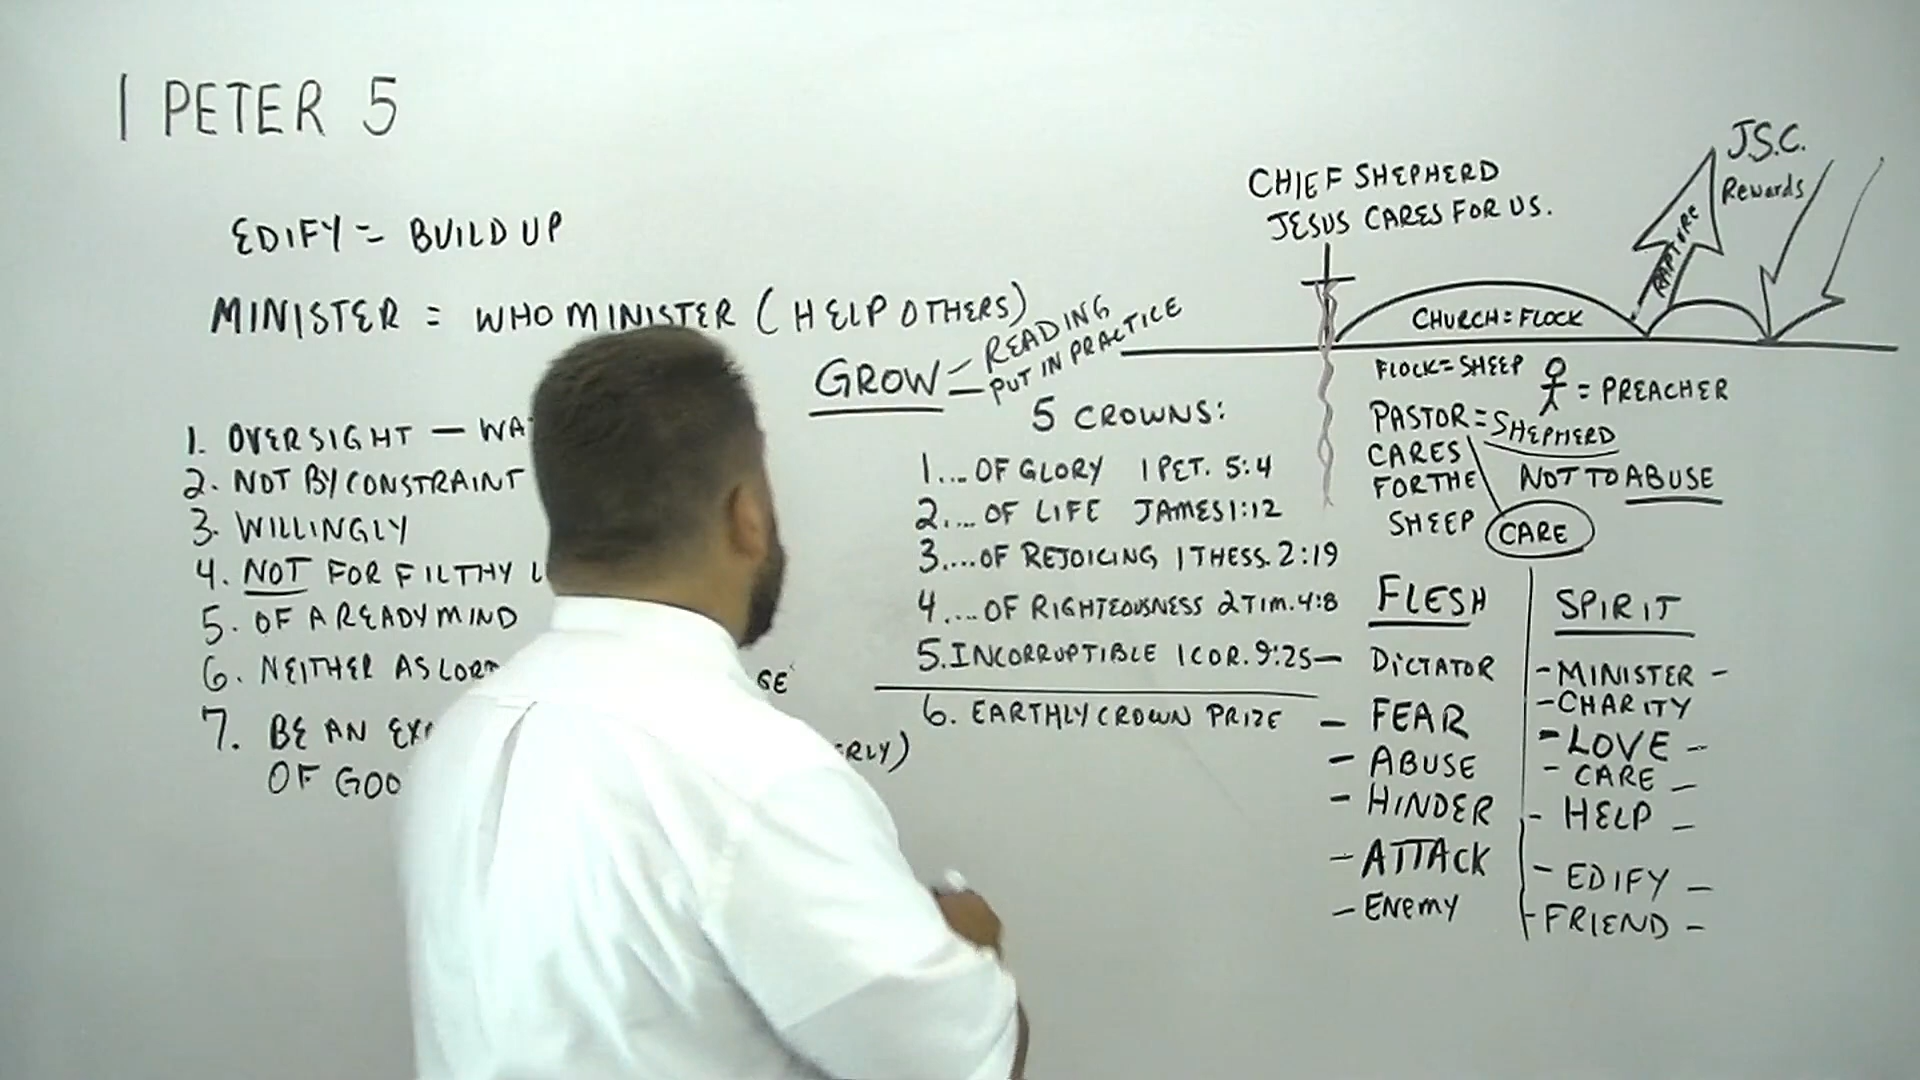 1 PETER 5
EDIFY = BUILD UP
MINISTER = WHO MINISTER (HELP OTHERS)
GROW - READING
- PUT IN PRACTICE
1. OVERSIGHT -
2. NOT BY CONSTRAINT
3. WILLINGLY
4. NOT FOR FILTHY
5. OF A READY MIND
6. NEITHER AS
7. BE AN
OF
5 CROWNS:
1... OF GLORY 1 PET. 5:4
2.... OF LIFE JAMES 1:12
3.... OF REJOICING 1 THESS. 2:19
4.... OF RIGHTEOUSNESS 2 TIM. 4:8
5. INCORRUPTIBLE 1 COR. 9:25
6. EARTHLY CROWN PRIZE
CHIEF SHEPHERD
JESUS CARES FOR US.
J.S.C.
Rewards
RAPTURE
CHURCH = FLOCK
FLOCK = SHEEP
= PREACHER
PASTOR = SHEPHERD
CARES
FOR THE
SHEEP
NOT TO ABUSE
CARE
FLESH
- DICTATOR
- FEAR
- ABUSE
- HINDER
- ATTACK
- ENEMY
SPIRIT
- MINISTER -
- CHARITY
- LOVE -
- CARE -
- HELP -
- EDIFY -
- FRIEND -